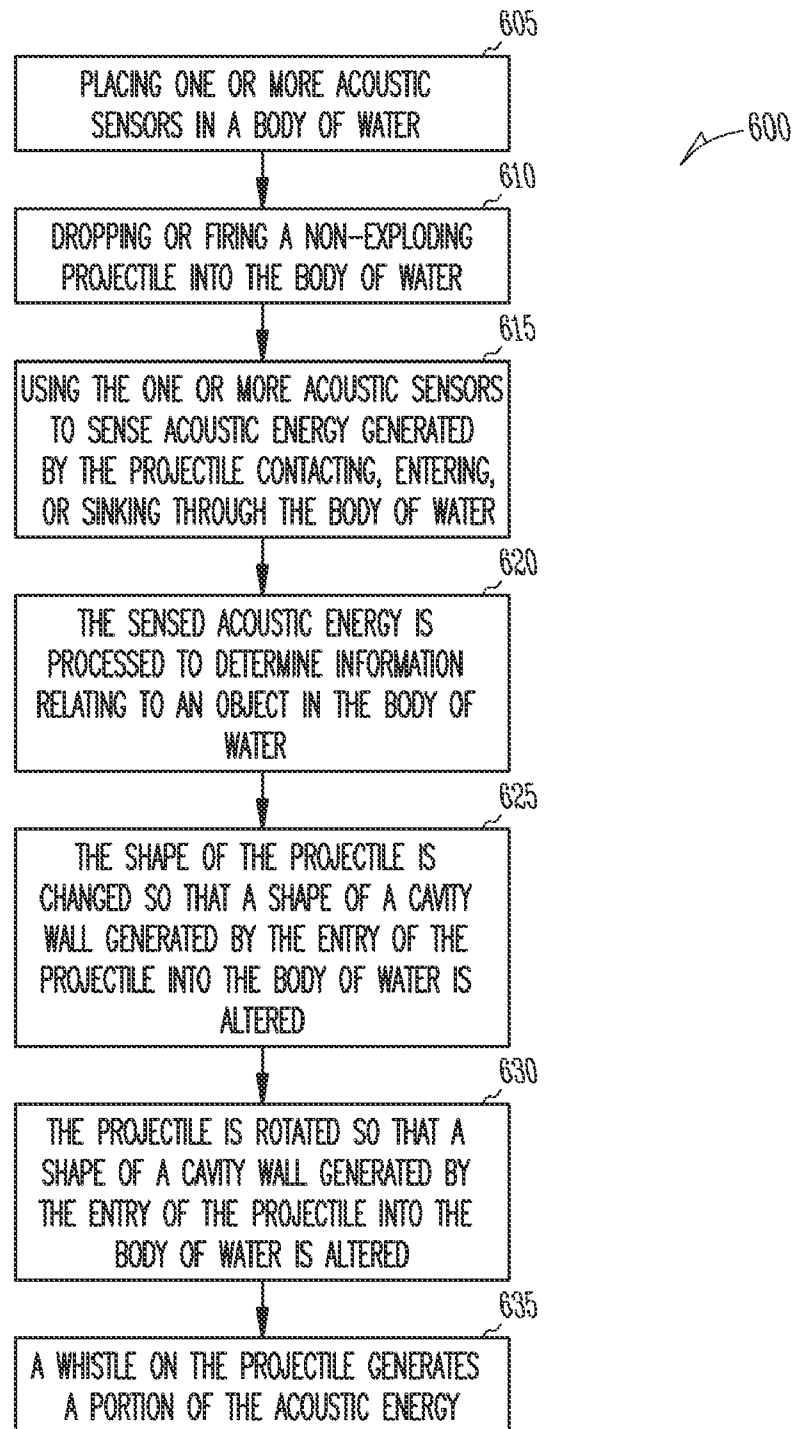 605
PLACING ONE OR MORE ACOUSTIC
SENSORS IN A BODY OF WATER
600
610
DROPPING OR FIRING A NON-EXPLODING
PROJECTILE INTO THE BODY OF WATER
615
USING THE ONE OR MORE ACOUSTIC SENSORS
TO SENSE ACOUSTIC ENERGY GENERATED
BY THE PROJECTILE CONTACTING, ENTERING,
OR SINKING THROUGH THE BODY OF WATER
620
THE SENSED ACOUSTIC ENERGY IS
PROCESSED TO DETERMINE INFORMATION
RELATING TO AN OBJECT IN THE BODY OF
WATER
625
THE SHAPE OF THE PROJECTILE IS
CHANGED SO THAT A SHAPE OF A CAVITY
WALL GENERATED BY THE ENTRY OF THE
PROJECTILE INTO THE BODY OF WATER IS
ALTERED
630
THE PROJECTILE IS ROTATED SO THAT A
SHAPE OF A CAVITY WALL GENERATED BY
THE ENTRY OF THE PROJECTILE INTO THE
BODY OF WATER IS ALTERED
635
A WHISTLE ON THE PROJECTILE GENERATES
A PORTION OF THE ACOUSTIC ENERGY